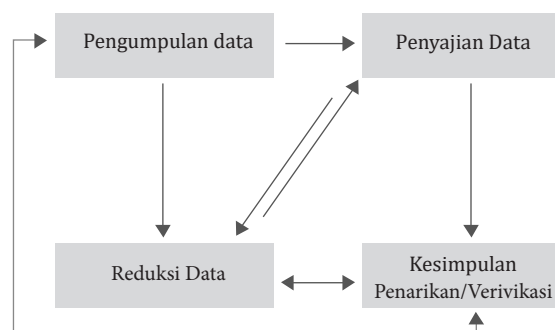 Pengumpulan data
Penyajian Data
Reduksi Data
Kesimpulan
Penarikan/Verivikasi